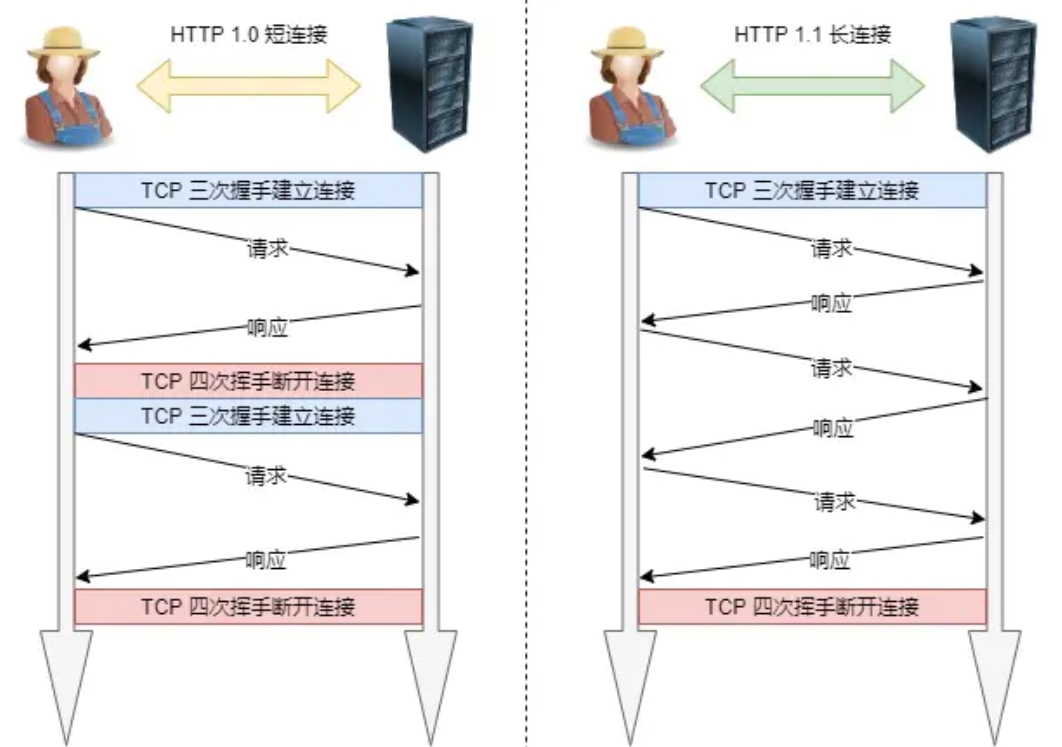 HTTP 1.0 短连接
TCP 三次握手建立连接
请求
响应
TCP 四次挥手断开连接
TCP 三次握手建立连接
请求
响应
TCP 四次挥手断开连接
HTTP 1.1 长连接
TCP 三次握手建立连接
请求
响应
请求
响应
请求
响应
TCP 四次挥手断开连接